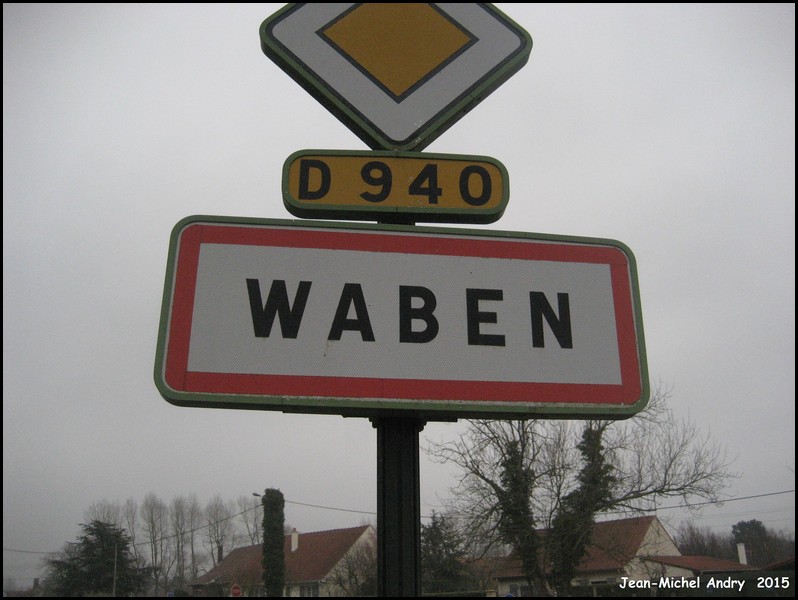 D 940
WABEN
Jean-Michel Andry 2015